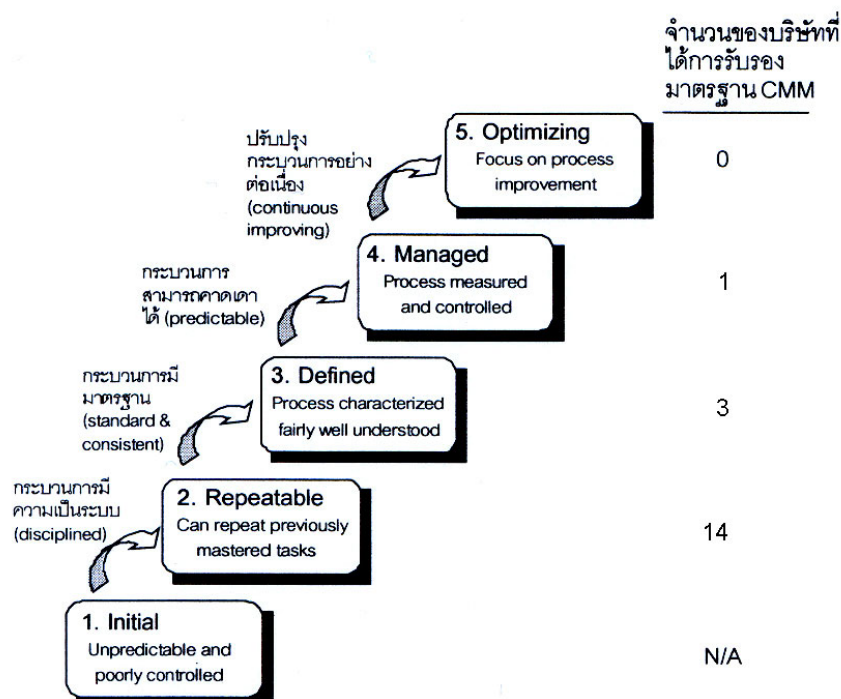 จำนวนของบริษัทที่
ได้การรับรอง
มาตรฐาน CMM
ปรับปรุง
กระบวนการอย่าง
ต่อเนื่อง
(continuous
improving)
5. Optimizing
Focus on process
improvement
0
กระบวนการ
สามารถคาดเดา
ได้ (predictable)
4. Managed
Process measured
and controlled
1
กระบวนการมี
มาตรฐาน
(standard &
consistent)
3. Defined
Process characterized
fairly well understood
3
กระบวนการมี
ความเป็นระบบ
(disciplined)
2. Repeatable
Can repeat previously
mastered tasks
14
1. Initial
Unpredictable and
poorly controlled
N/A